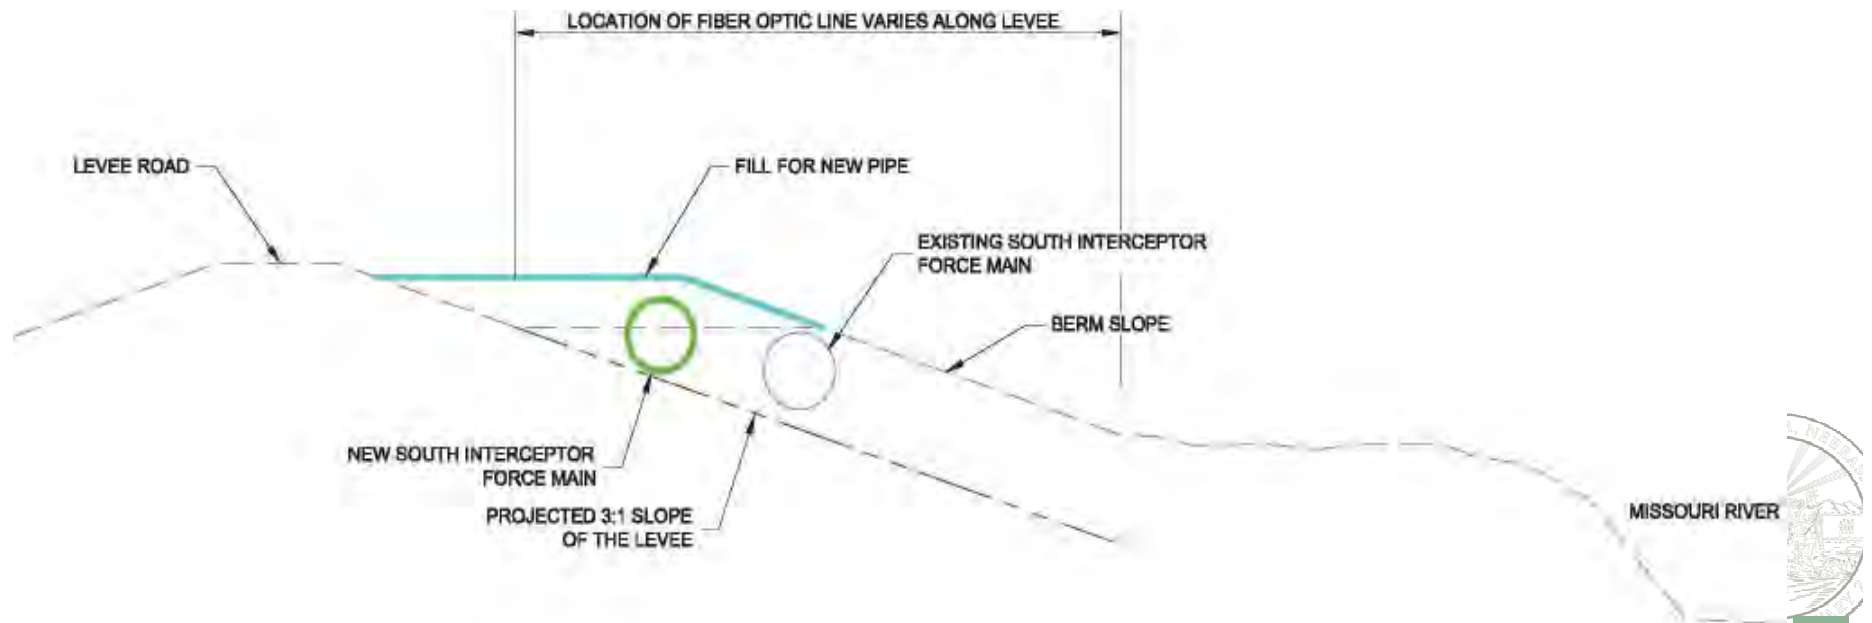 LOCATION OF FIBER OPTIC LINE VARIES ALONG LEVEE
LEVEE ROAD
FILL FOR NEW PIPE
EXISTING SOUTH INTERCEPTOR
FORCE MAIN
BERM SLOPE
NEW SOUTH INTERCEPTOR
FORCE MAIN
PROJECTED 3:1 SLOPE
OF THE LEVEE
MISSOURI RIVER